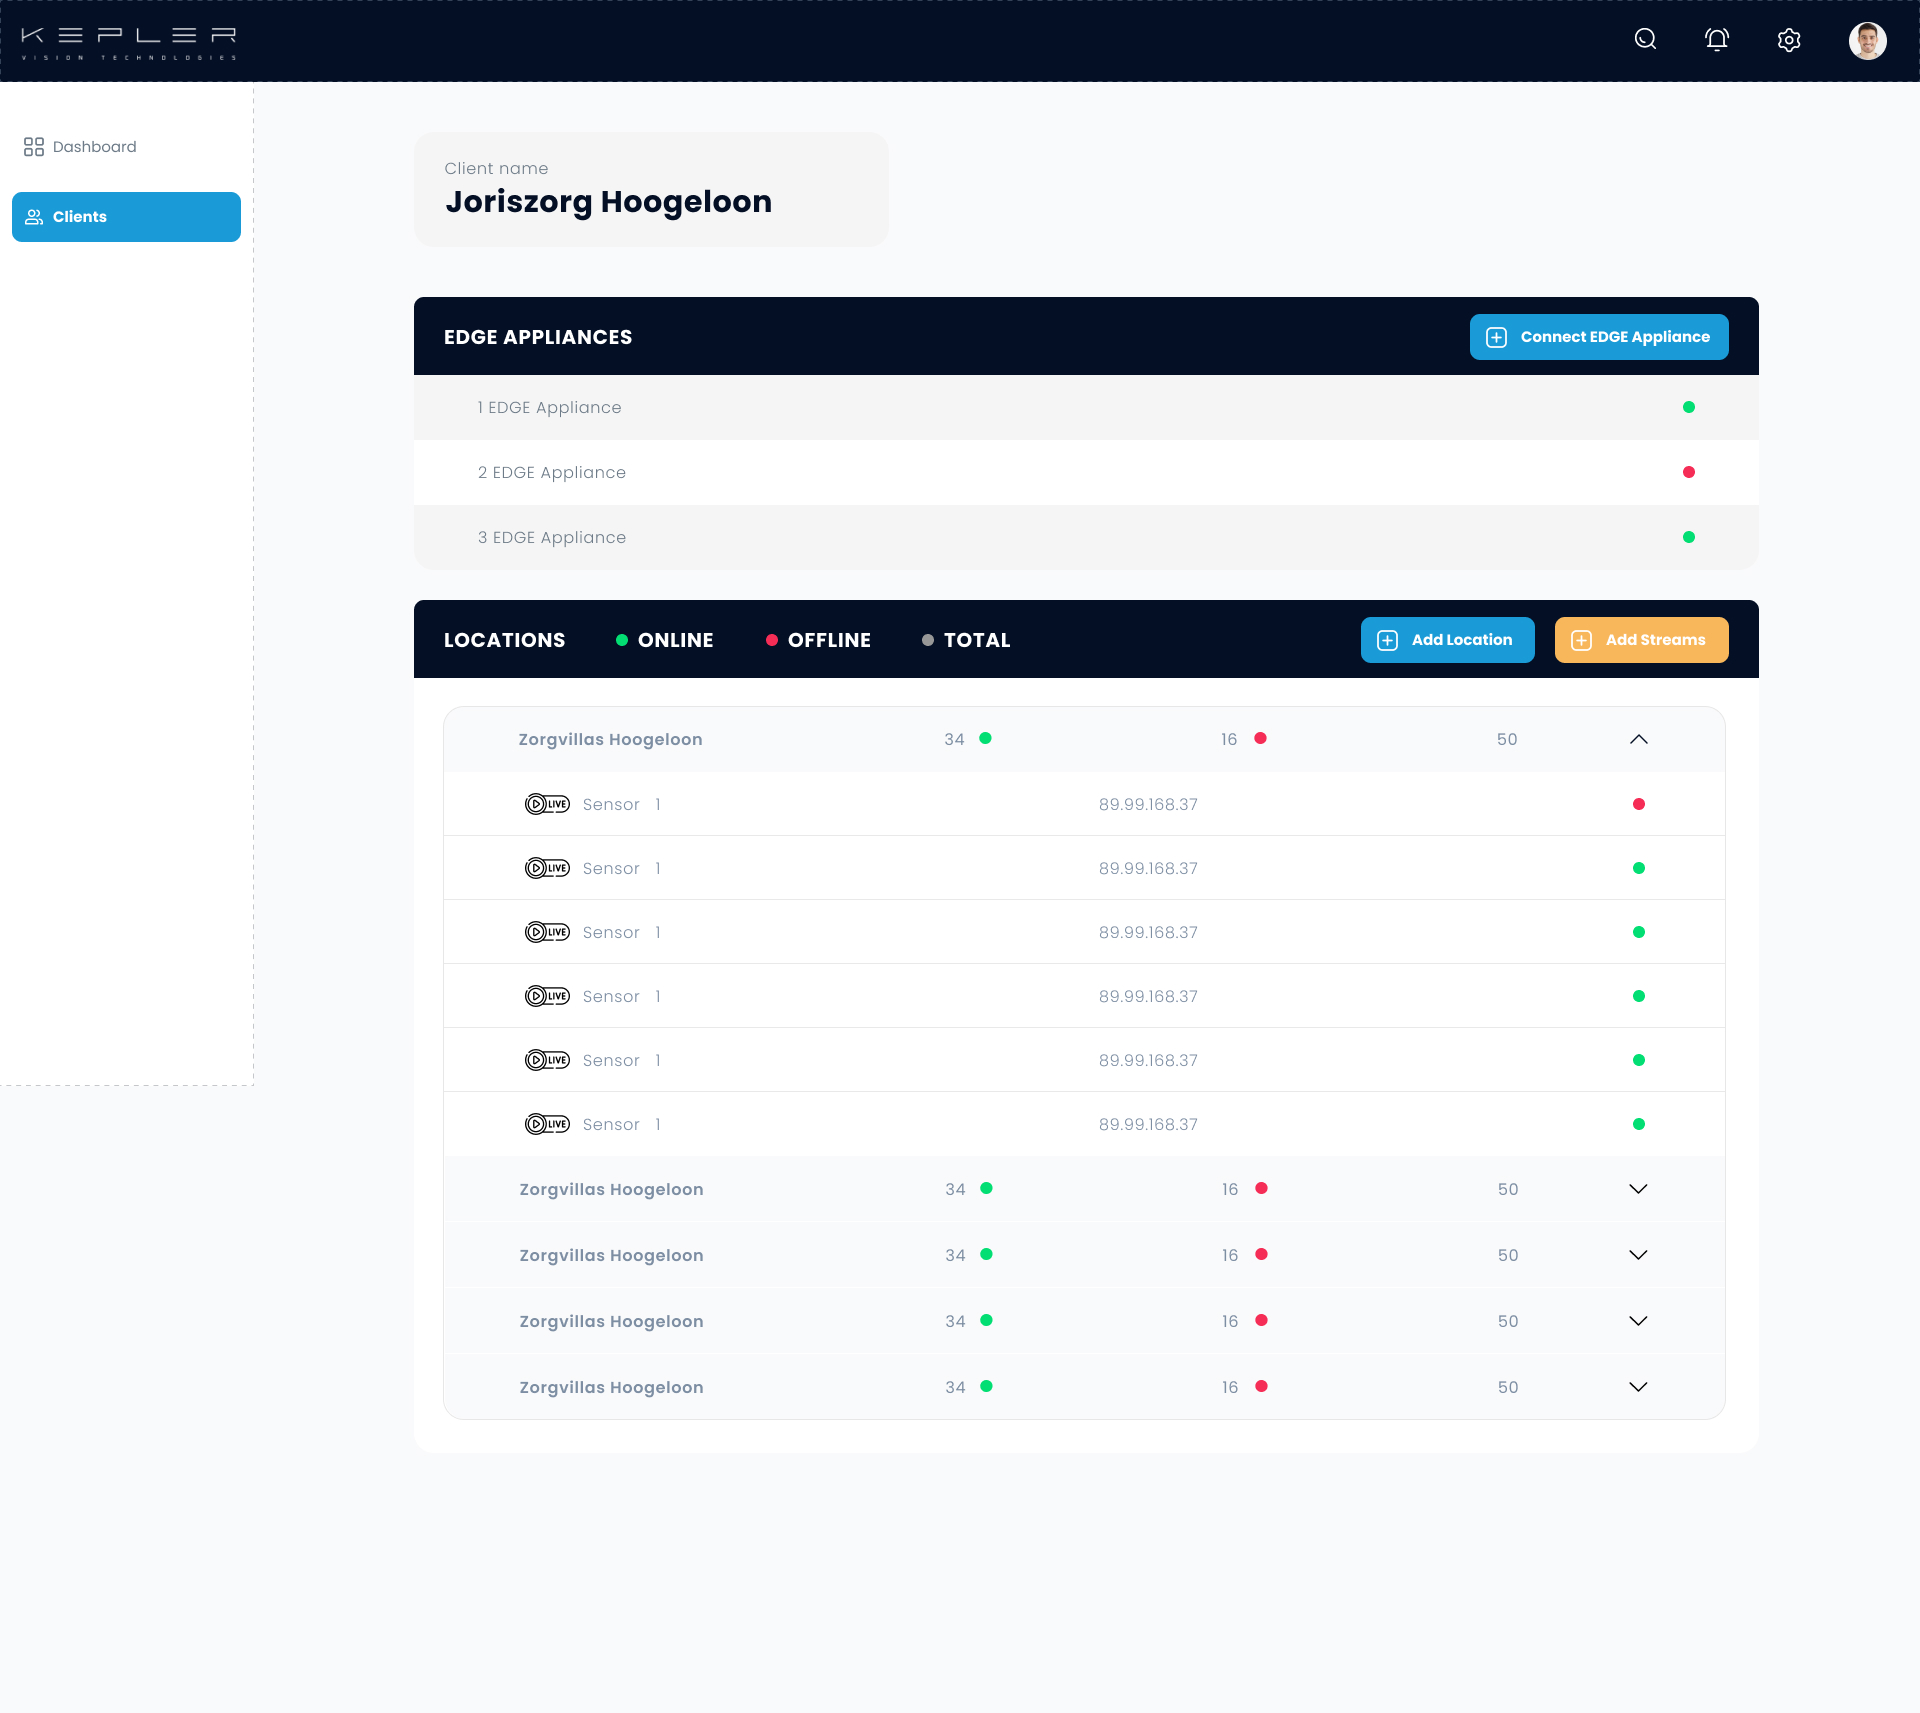 KEPLER
VISION TECHNOLOGIES
Dashboard
Clients
Client name
Joriszorg Hoogeloon
EDGE APPLIANCES Connect EDGE Appliance
1 EDGE Appliance
2 EDGE Appliance
3 EDGE Appliance
LOCATIONS ONLINE OFFLINE TOTAL Add Location Add Streams
Zorgvillas Hoogeloon 34 16 50
LIVE Sensor 1 89.99.168.37
LIVE Sensor 1 89.99.168.37
LIVE Sensor 1 89.99.168.37
LIVE Sensor 1 89.99.168.37
LIVE Sensor 1 89.99.168.37
LIVE Sensor 1 89.99.168.37
Zorgvillas Hoogeloon 34 16 50
Zorgvillas Hoogeloon 34 16 50
Zorgvillas Hoogeloon 34 16 50
Zorgvillas Hoogeloon 34 16 50